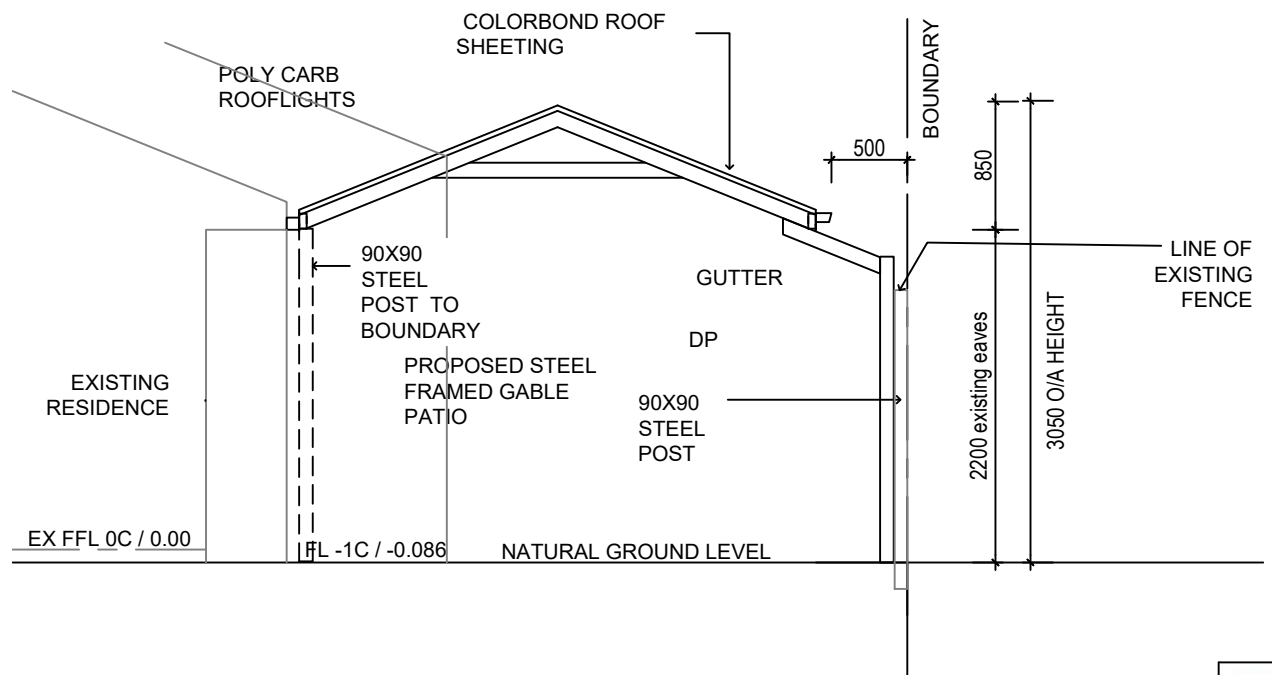 COLORBOND ROOF
SHEETING
POLY CARB
ROOFLIGHTS
BOUNDARY
500
850
90X90
STEEL
POST TO
BOUNDARY
GUTTER
LINE OF
EXISTING
FENCE
DP
PROPOSED STEEL
FRAMED GABLE
PATIO
EXISTING
RESIDENCE
90X90
STEEL
POST
2200 existing eaves
3050 O/A HEIGHT
EX FFL 0C / 0.00
FL -1C / -0.086
NATURAL GROUND LEVEL